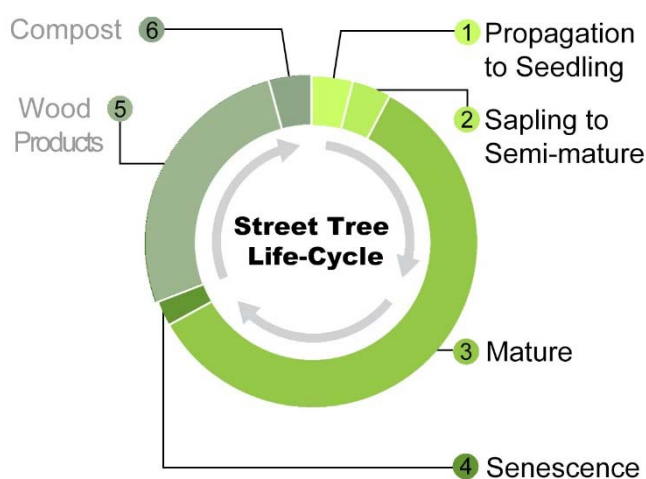 Compost 6
1 Propagation
to Seedling
Wood 5
Products
2 Sapling to
Semi-mature
Street Tree
Life-Cycle
3 Mature
4 Senescence